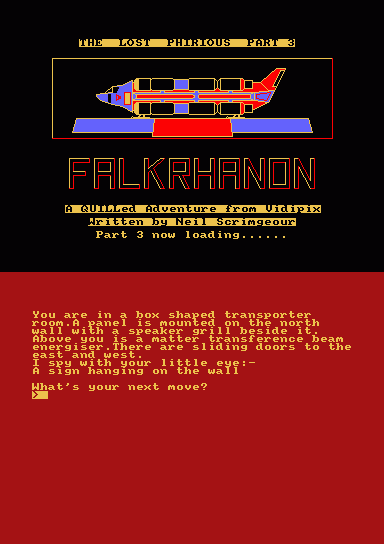 THE LOST PHIRIOUS PART 3
FALKRHANON
A QUILLed Adventure from Vidipix
Written by Neil Scrimgeour
Part 3 now loading......
You are in a box shaped transporter
room.A panel is mounted on the north
wall with a speaker grill beside it.
Above you is a matter transference beam
energiser.There are sliding doors to the
east and west.
I spy with your little eye:-
A sign hanging on the wall
What's your next move?
>